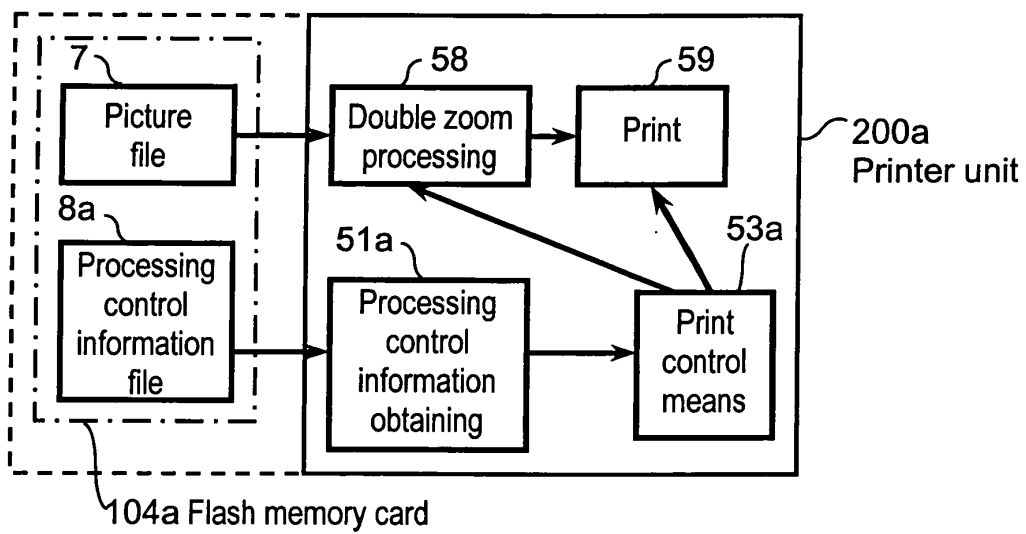 7
Picture
file
58
Double zoom
processing
59
Print
200a
Printer unit
8a
Processing
control
information
file
51a
Processing
control
information
obtaining
53a
Print
control
means
104a Flash memory card